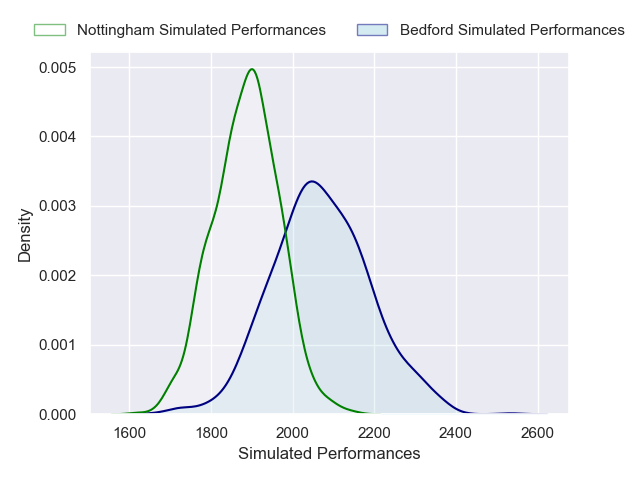 Nottingham Simulated Performances
Bedford Simulated Performances
0.005
0.004
0.003
0.002
0.001
0.000
Density
1600 1800 2000 2200 2400 2600
Simulated Performances